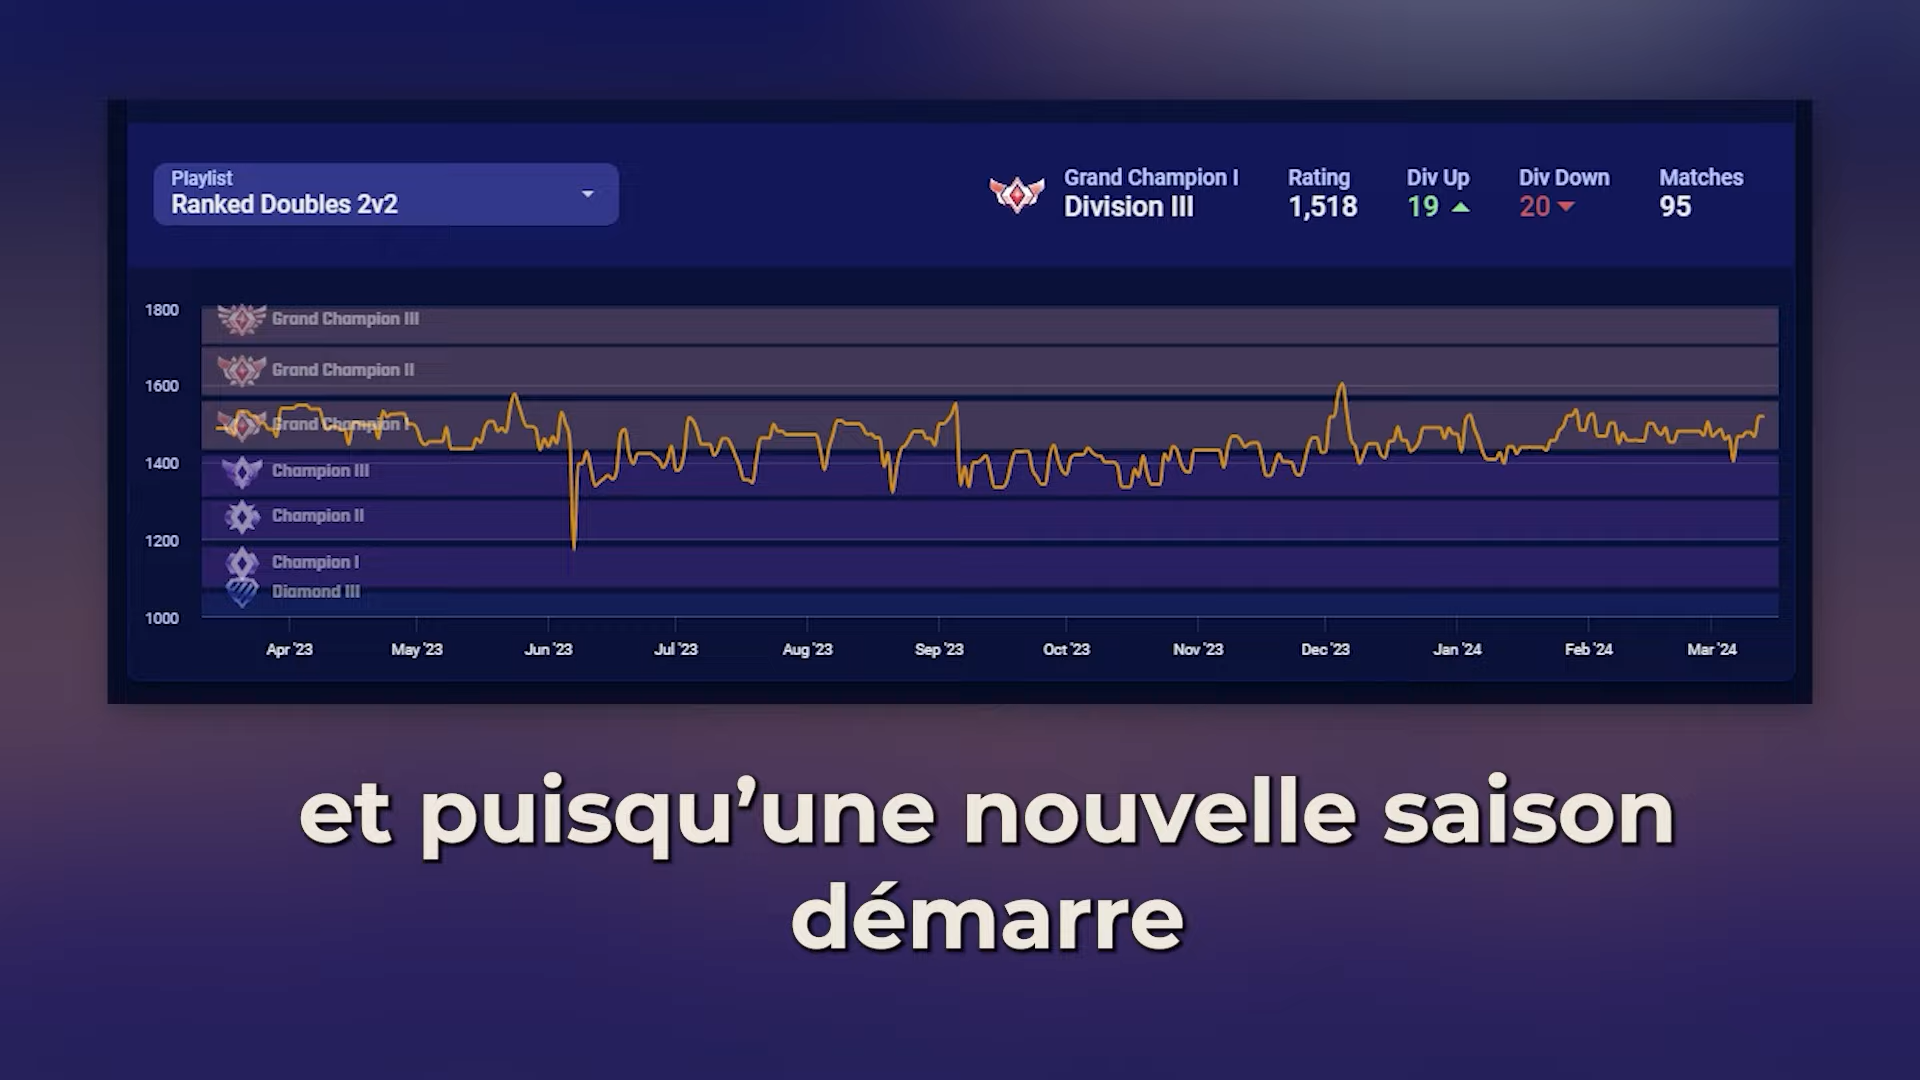 Playlist
Ranked Doubles 2v2
Grand Champion I
Division III
Rating
1,518
Div Up
19
Div Down
20
Matches
95
1800
Grand Champion III
Grand Champion II
1600
Grand Champion I
1400
Champion III
Champion II
1200
Champion I
Diamond III
1000
Apr '23 May '23 Jun '23 Jul '23 Aug '23 Sep '23 Oct '23 Nov '23 Dec '23 Jan '24 Feb '24 Mar '24
et puisqu’une nouvelle saison
démarre